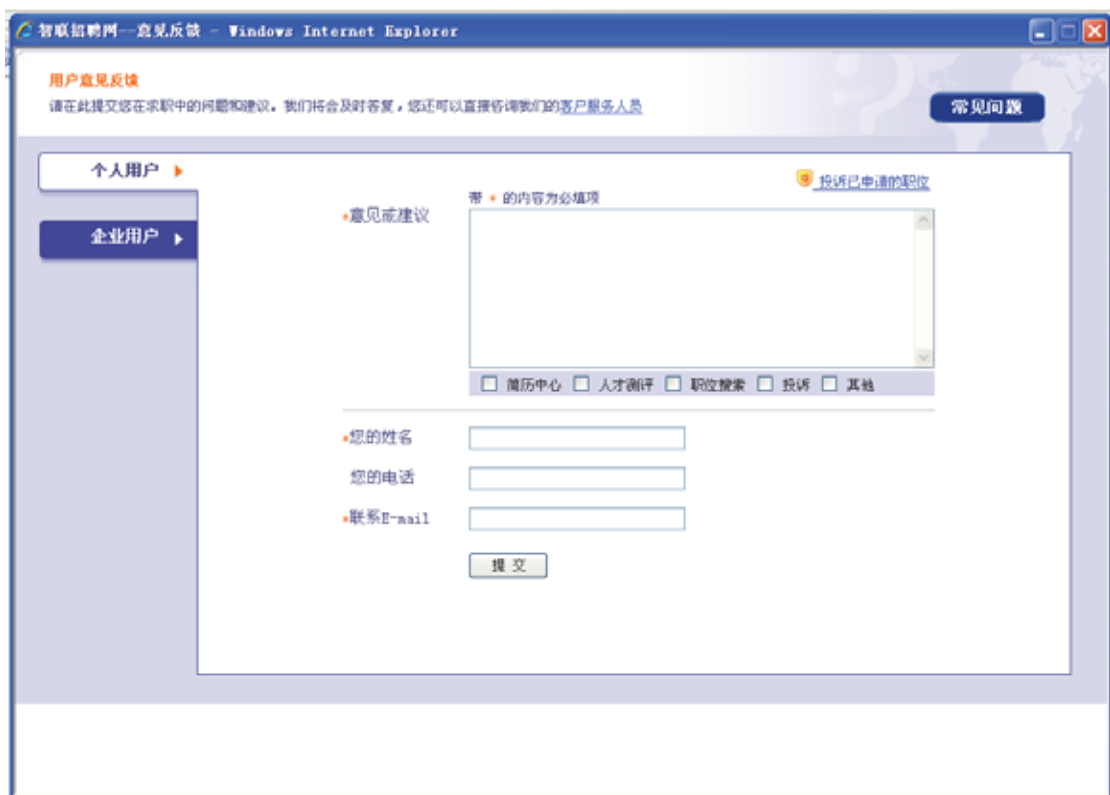 智联招聘网--意见反馈 - Windows Internet Explorer
用户意见反馈
请在此提交您在求职中的问题和建议。我们将会及时答复，您还可以直接咨询我们的客户服务人员
常见问题
个人用户
企业用户
投诉已申请的职位
带 * 的内容为必填项
*意见或建议
简历中心 人才测评 职位搜索 投诉 其他
*您的姓名
您的电话
*联系E-mail
提 交